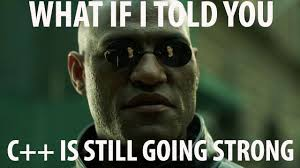 WHAT IF I TOLD YOU
C++ IS STILL GOING STRONG